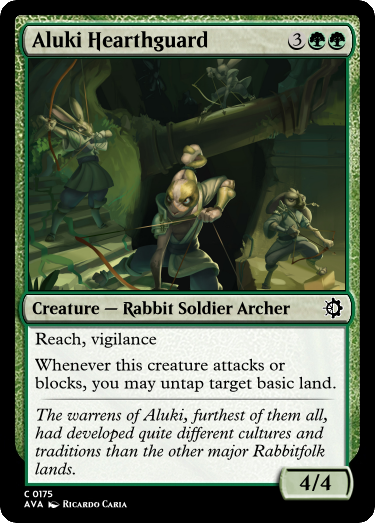 Aluki Hearthguard 3
Creature — Rabbit Soldier Archer
Reach, vigilance
Whenever this creature attacks or
blocks, you may untap target basic land.
The warrens of Aluki, furthest of them all,
had developed quite different cultures and
traditions than the other major Rabbitfolk
lands.
4/4
C 0175
AVA Ricardo Caria